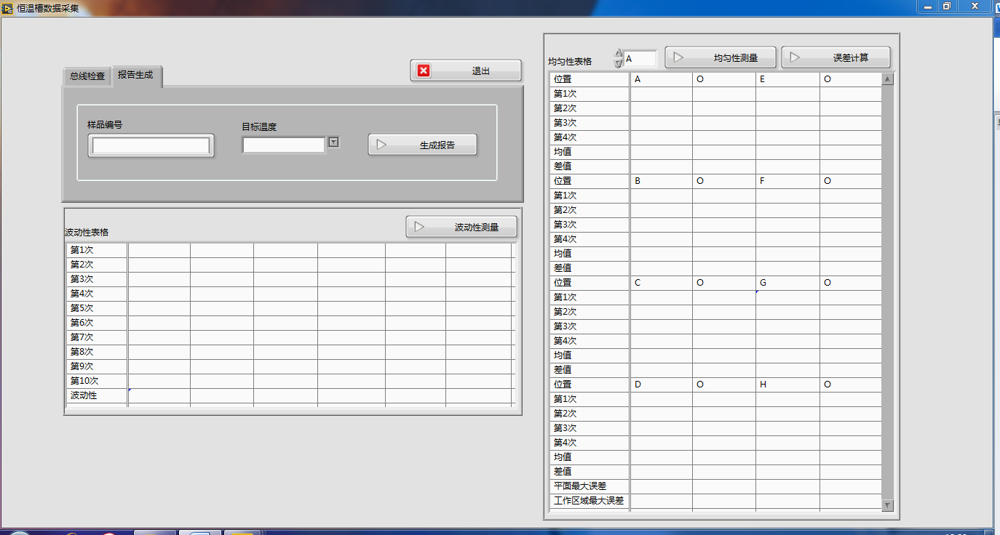 恒温槽数据采集
总线检查 报告生成
退出
样品编号 目标温度
生成报告
波动性表格 波动性测量
第1次
第2次
第3次
第4次
第5次
第6次
第7次
第8次
第9次
第10次
波动性
均匀性表格 A 均匀性测量 误差计算
位置 A O E O
第1次
第2次
第3次
第4次
均值
差值
位置 B O F O
第1次
第2次
第3次
第4次
均值
差值
位置 C O G O
第1次
第2次
第3次
第4次
均值
差值
位置 D O H O
第1次
第2次
第3次
第4次
均值
差值
平面最大误差
工作区域最大误差